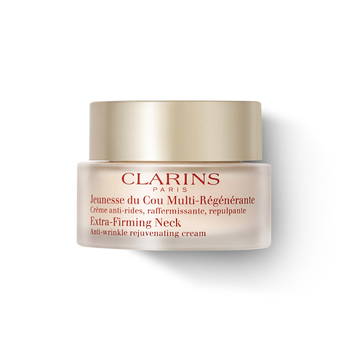 CLARINS
PARIS
Jeunesse du Cou Multi-Régénérante
Crème anti-rides, raffermissante, repulpante
Extra-Firming Neck
Anti-wrinkle rejuvenating cream